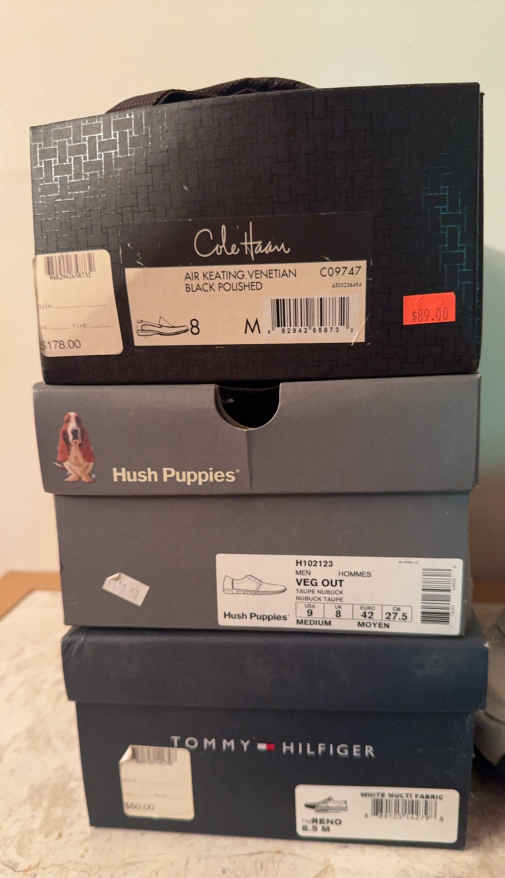 Cole Haan
AIR KEATING.VENETIAN C09747
BLACK POLISHED
8 M
$178.00
$89.00
Hush Puppies®
H102123
MEN HOMMES
VEG OUT
TAUPE NUBUCK
NUBUCK TAUPE
USA UK EURO CM
9 8 42 27.5
Hush Puppies®
MEDIUM MOYEN
TOMMY HILFIGER
$60.00
WHITE MULTI FABRIC
RENO
8.5 M